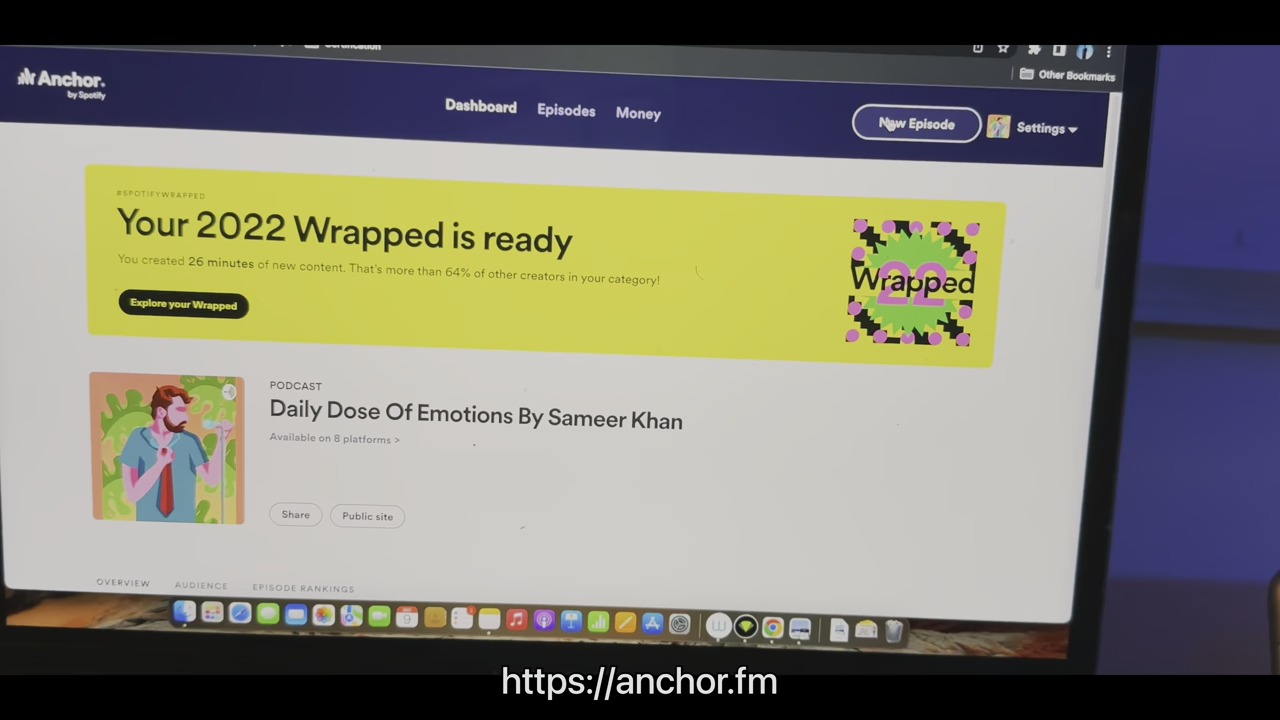 Certification
Other Bookmarks
Anchor.
by Spotify
Dashboard
Episodes
Money
New Episode
Settings
#SPOTIFYWRAPPED
Your 2022 Wrapped is ready
You created 26 minutes of new content. That's more than 64% of other creators in your category!
Explore your Wrapped
22
Wrapped
PODCAST
Daily Dose Of Emotions By Sameer Khan
Available on 8 platforms >
Share
Public site
OVERVIEW
AUDIENCE
EPISODE RANKINGS
9
https://anchor.fm